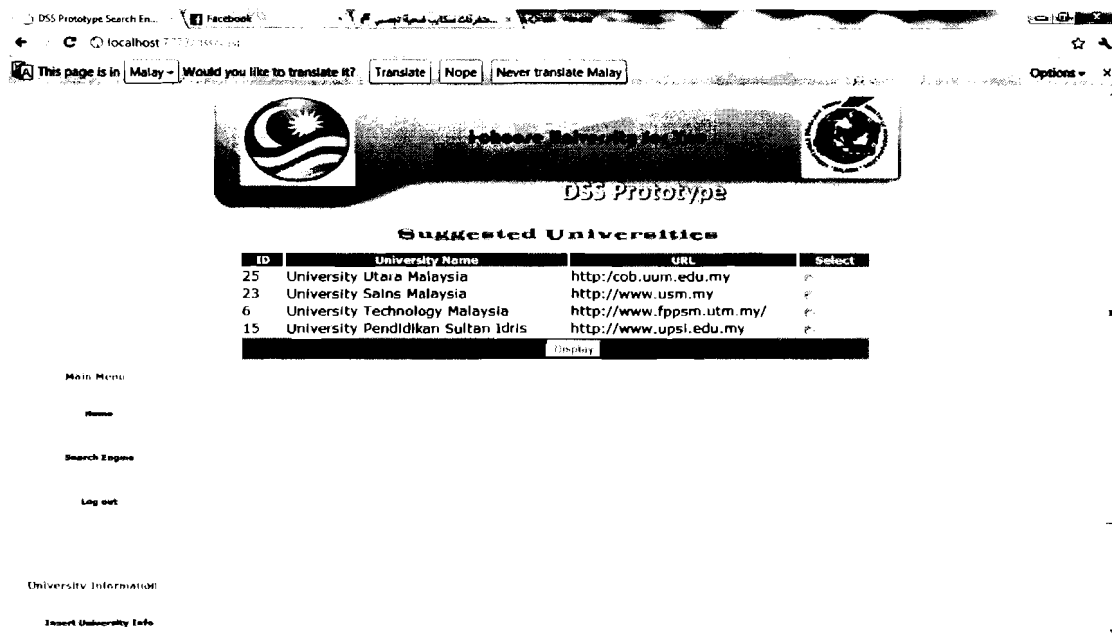 DSS Prototype Search En...
Facebook
localhost
This page is in Malay Would you like to translate it? Translate Nope Never translate Malay Options
DSS Prototype
Suggested Universities
ID University Name URL Select
25 University Utara Malaysia http:/cob.uum.edu.my
23 University Sains Malaysia http://www.usm.my
6 University Technology Malaysia http://www.fppsm.utm.my/
15 University Pendidikan Sultan Idris http://www.upsi.edu.my
Display
Main Menu
Home
Search Engine
Log out
University Information
Insert University Info